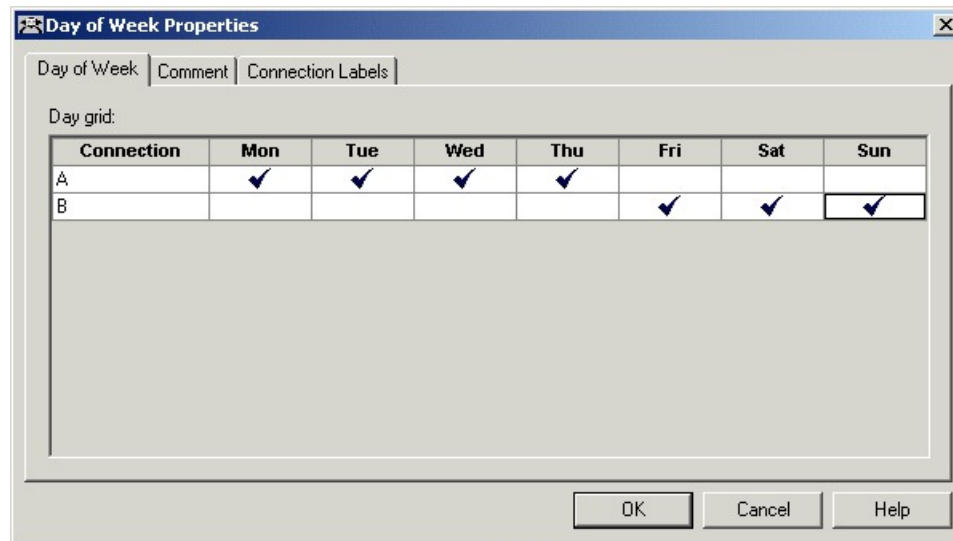 Day of Week Properties
Day of Week Comment Connection Labels
Day grid:
Connection Mon Tue Wed Thu Fri Sat Sun
A ✓ ✓ ✓ ✓
B ✓ ✓ ✓
OK Cancel Help